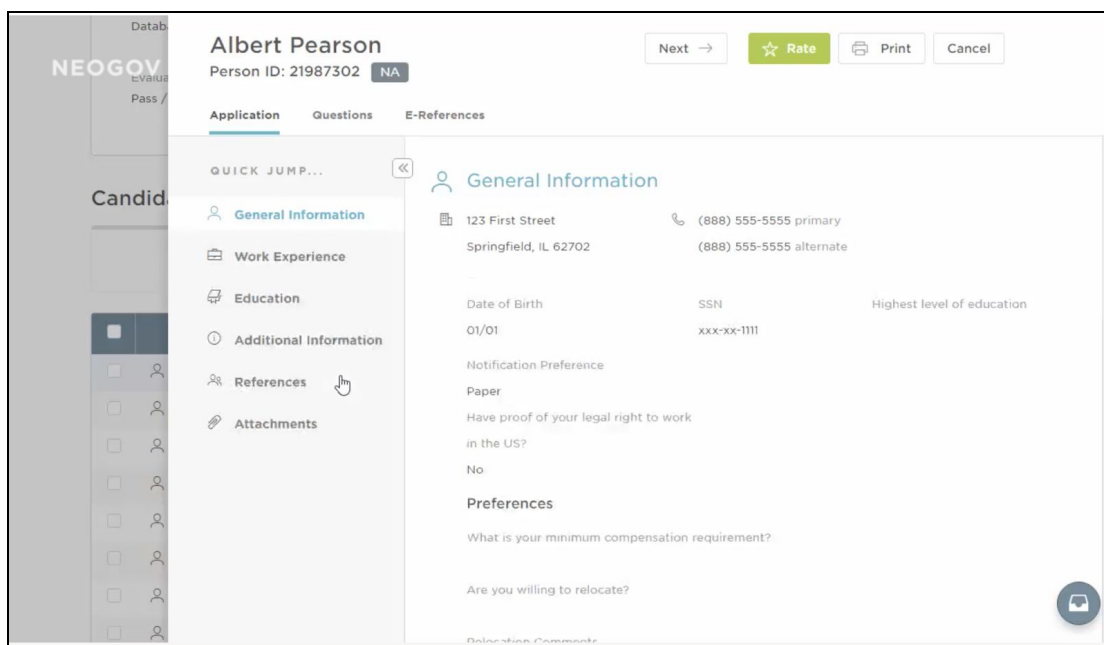 Datab
NEOGOV
Evalua
Pass /
Candid
Albert Pearson
Person ID: 21987302 NA
Next → Rate Print Cancel
Application Questions E-References
QUICK JUMP...
General Information
Work Experience
Education
Additional Information
References
Attachments
General Information
123 First Street
Springfield, IL 62702
(888) 555-5555 primary
(888) 555-5555 alternate
Date of Birth SSN Highest level of education
01/01 xxx-xx-1111
Notification Preference
Paper
Have proof of your legal right to work
in the US?
No
Preferences
What is your minimum compensation requirement?
Are you willing to relocate?
Relocation Comments